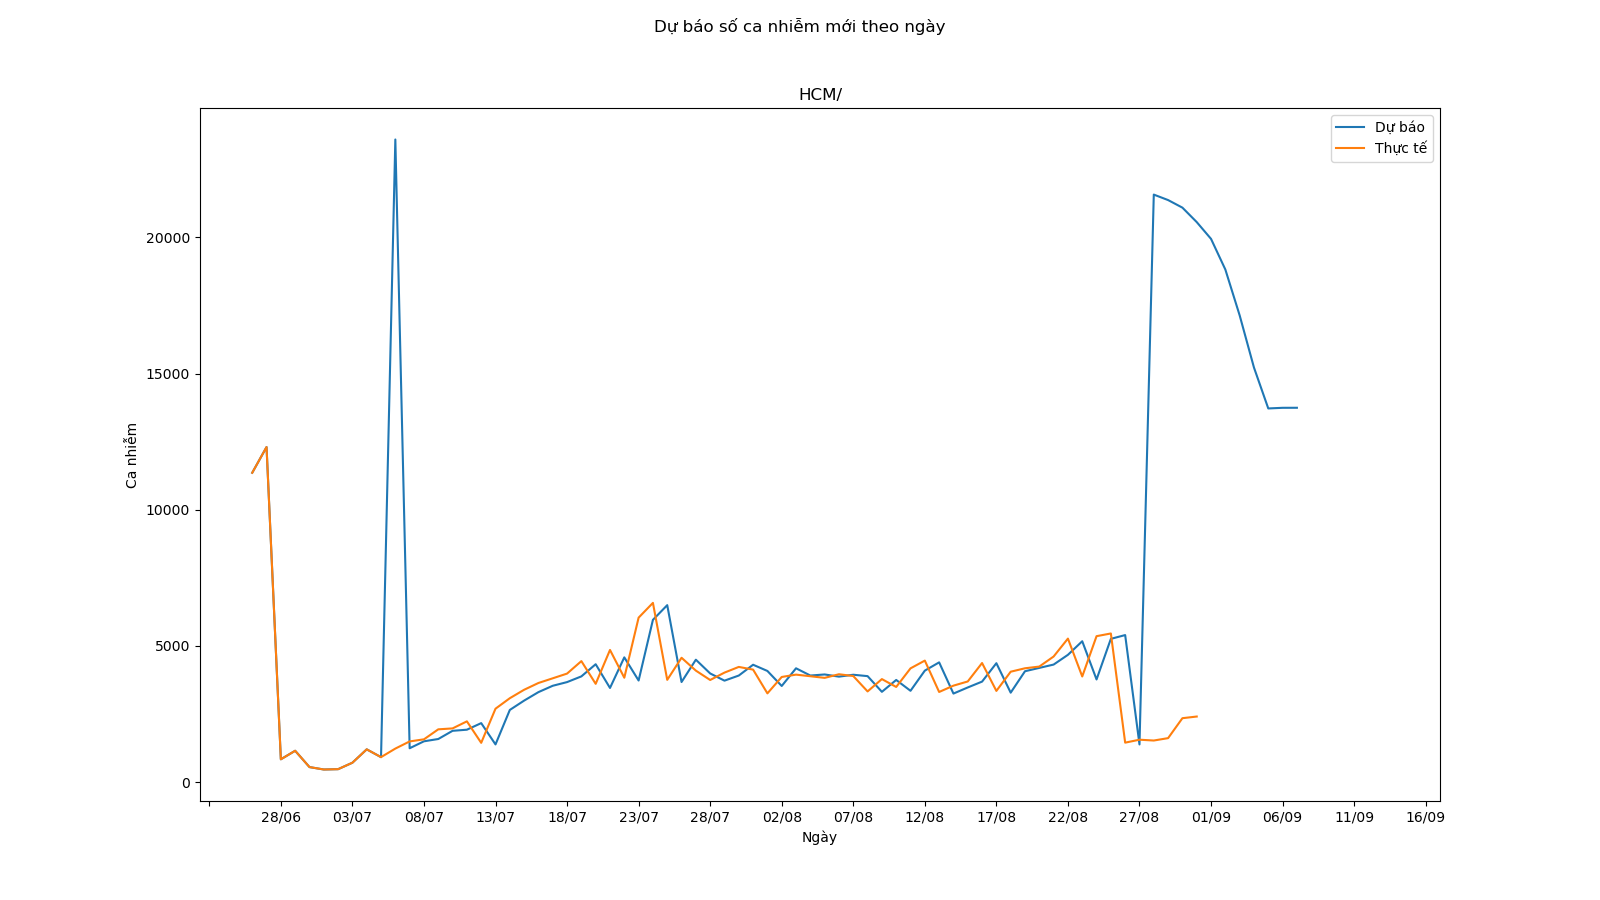 Dự báo số ca nhiễm mới theo ngày
HCM/
Dự báo
Thực tế
20000
15000
10000
5000
0
Ca nhiễm
28/06 03/07 08/07 13/07 18/07 23/07 28/07 02/08 07/08 12/08 17/08 22/08 27/08 01/09 06/09 11/09 16/09
Ngày